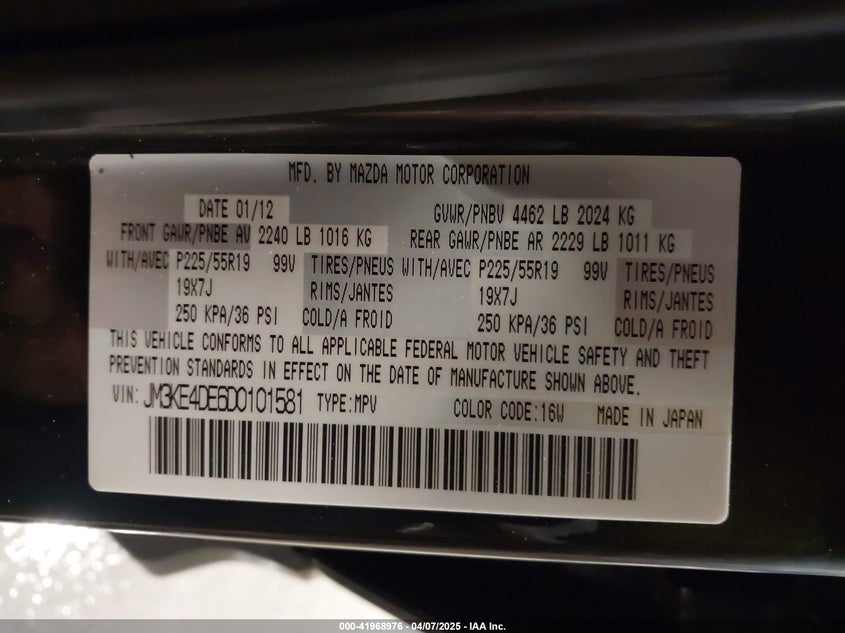 MFD. BY MAZDA MOTOR CORPORATION
DATE 01/12 GVWR/PNBV 4462 LB 2024 KG
FRONT GAWR/PNBE AV 2240 LB 1016 KG REAR GAWR/PNBE AR 2229 LB 1011 KG
WITH/AVEC P225/55R19 99V TIRES/PNEUS WITH/AVEC P225/55R19 99V TIRES/PNEUS
19X7J RIMS/JANTES 19X7J RIMS/JANTES
250 KPA/36 PSI COLD/A FROID 250 KPA/36 PSI COLD/A FROID
THIS VEHICLE CONFORMS TO ALL APPLICABLE FEDERAL MOTOR VEHICLE SAFETY AND THEFT
PREVENTION STANDARDS IN EFFECT ON THE DATE OF MANUFACTURE SHOWN ABOVE.
VIN: JM3KE4DE6D0101581 TYPE:MPV COLOR CODE:16W MADE IN JAPAN
000-41968976 - 04/07/2025 - IAA Inc.